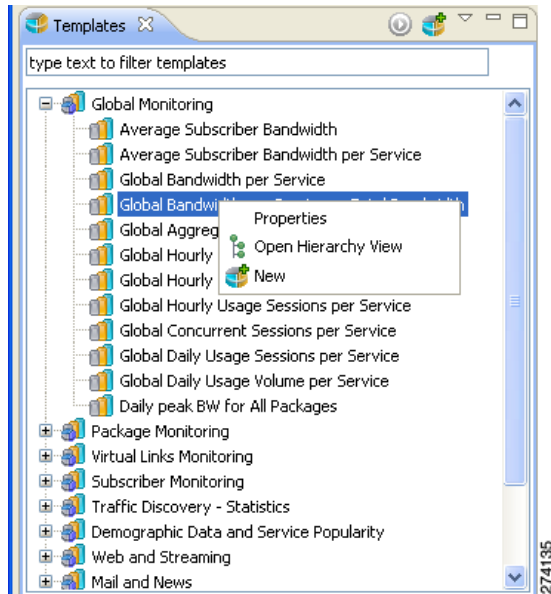 Templates
type text to filter templates
Global Monitoring
Average Subscriber Bandwidth
Average Subscriber Bandwidth per Service
Global Bandwidth per Service
Global Bandwi
Properties
Global Aggreg
Open Hierarchy View
Global Hourly
New
Global Hourly
Global Hourly Usage Sessions per Service
Global Concurrent Sessions per Service
Global Daily Usage Sessions per Service
Global Daily Usage Volume per Service
Daily peak BW for All Packages
Package Monitoring
Virtual Links Monitoring
Subscriber Monitoring
Traffic Discovery - Statistics
Demographic Data and Service Popularity
Web and Streaming
Mail and News
274135